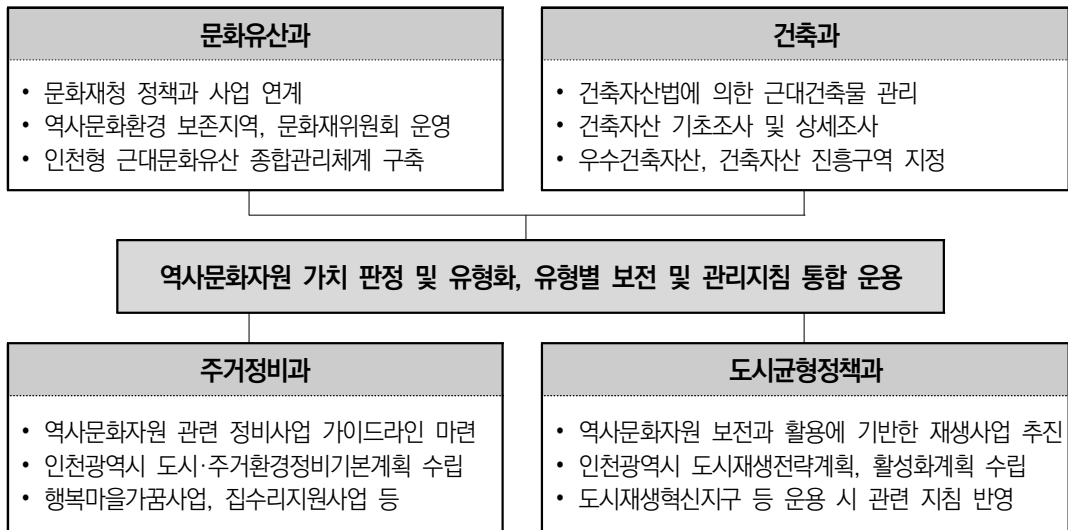 문화유산과
• 문화재청 정책과 사업 연계
• 역사문화환경 보존지역, 문화재위원회 운영
• 인천형 근대문화유산 종합관리체계 구축
건축과
• 건축자산법에 의한 근대건축물 관리
• 건축자산 기초조사 및 상세조사
• 우수건축자산, 건축자산 진흥구역 지정
역사문화자원 가치 판정 및 유형화, 유형별 보전 및 관리지침 통합 운용
주거정비과
• 역사문화자원 관련 정비사업 가이드라인 마련
• 인천광역시 도시·주거환경정비기본계획 수립
• 행복마을가꿈사업, 집수리지원사업 등
도시균형정책과
• 역사문화자원 보전과 활용에 기반한 재생사업 추진
• 인천광역시 도시재생전략계획, 활성화계획 수립
• 도시재생혁신지구 등 운용 시 관련 지침 반영